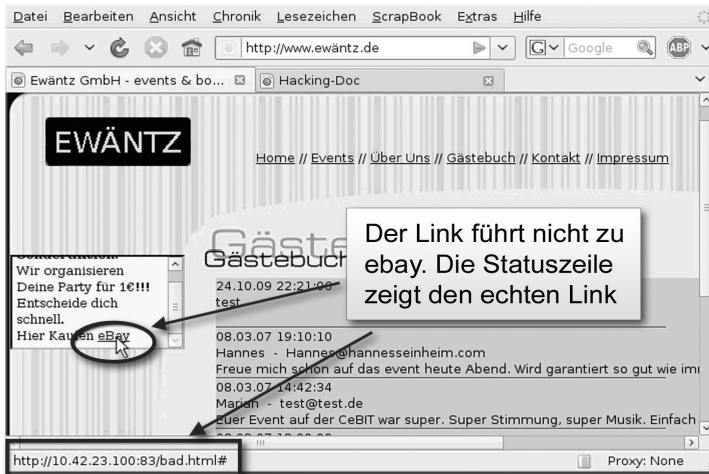 Datei Bearbeiten Ansicht Chronik Lesezeichen ScrapBook Extras Hilfe
http://www.ewäntz.de
G Google
ABP
Ewäntz GmbH - events & bo...
Hacking-Doc
EWÄNTZ
Home // Events // Über Uns // Gästebuch // Kontakt // Impressum
Gäste
Gästebuch
Wir organisieren
Deine Party für 1€!!!
Entscheide dich
schnell.
Hier Kaufen eBay
Der Link führt nicht zu
ebay. Die Statuszeile
zeigt den echten Link
24.10.09 22:21:06
test
08.03.07 19:10:10
Hannes - Hannes@hannesseinheim.com
Freue mich schon auf das event heute Abend. Wird garantiert so gut wie
08.03.07 14:42:34
Marian - test@test.de
Euer Event auf der CeBIT war super. Super Stimmung, super Musik. Einfach
http://10.42.23.100:83/bad.html#
Proxy: None